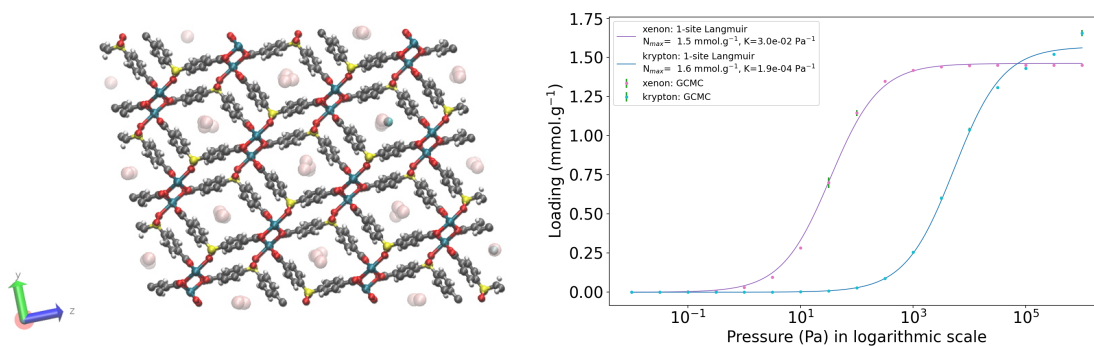 y
z
xenon: 1-site Langmuir
Nmax= 1.5 mmol.g⁻¹, K=3.0e-02 Pa⁻¹
krypton: 1-site Langmuir
Nmax= 1.6 mmol.g⁻¹, K=1.9e-04 Pa⁻¹
xenon: GCMC
krypton: GCMC
Loading (mmol.g⁻¹)
1.75
1.50
1.25
1.00
0.75
0.50
0.25
0.00
10⁻¹ 10¹ 10³ 10⁵
Pressure (Pa) in logarithmic scale